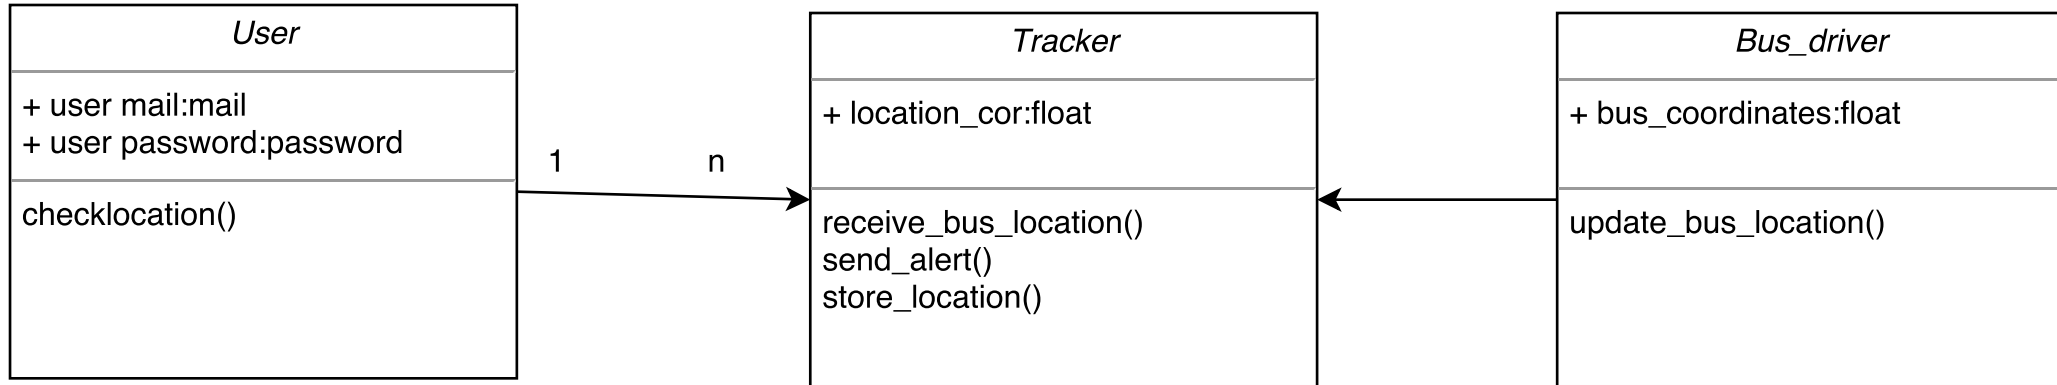 User
+ user mail:mail
+ user password:password
checklocation()
1
n
Tracker
+ location_cor:float
receive_bus_location()
send_alert()
store_location()
Bus_driver
+ bus_coordinates:float
update_bus_location()